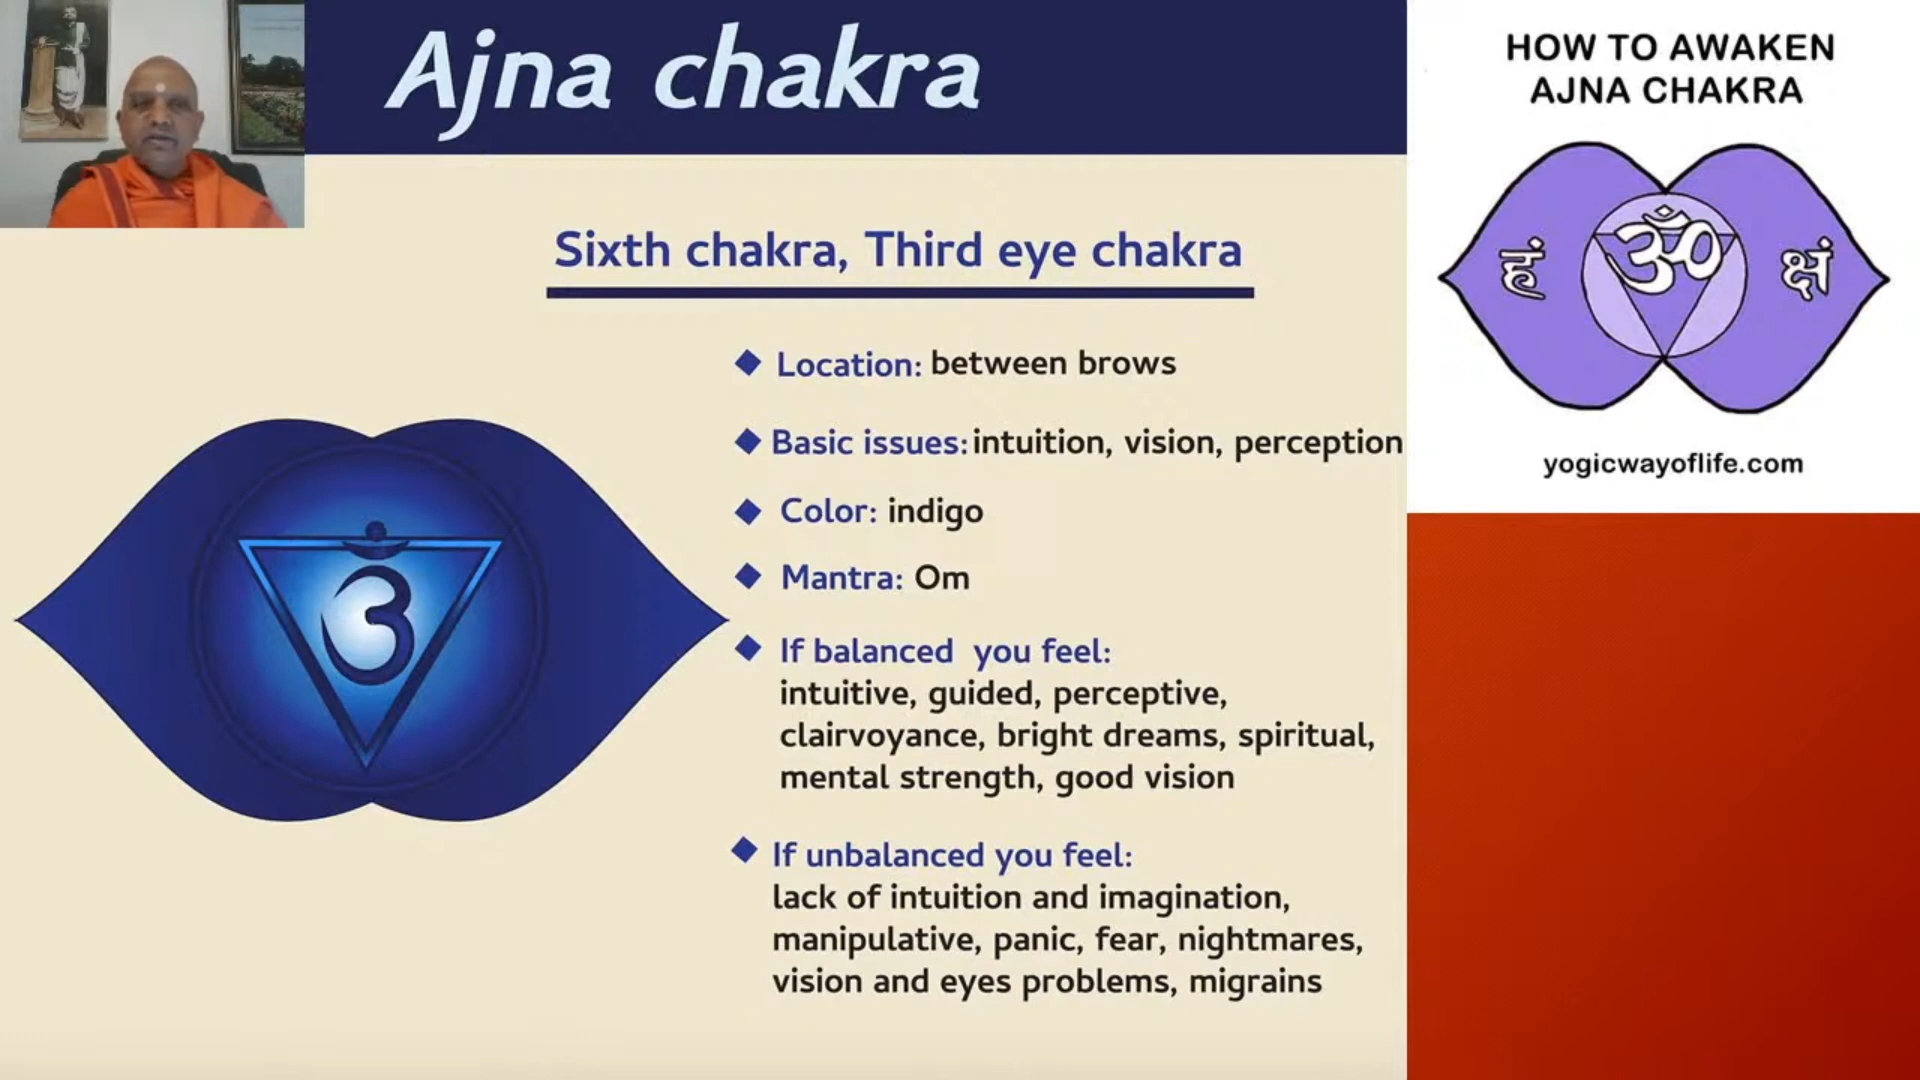 Ajna chakra
Sixth chakra, Third eye chakra
Location: between brows
Basic issues: intuition, vision, perception
Color: indigo
Mantra: Om
If balanced you feel:
intuitive, guided, perceptive,
clairvoyance, bright dreams, spiritual,
mental strength, good vision
If unbalanced you feel:
lack of intuition and imagination,
manipulative, panic, fear, nightmares,
vision and eyes problems, migrains
HOW TO AWAKEN
AJNA CHAKRA
हं ॐ क्षं
yogicwayoflife.com